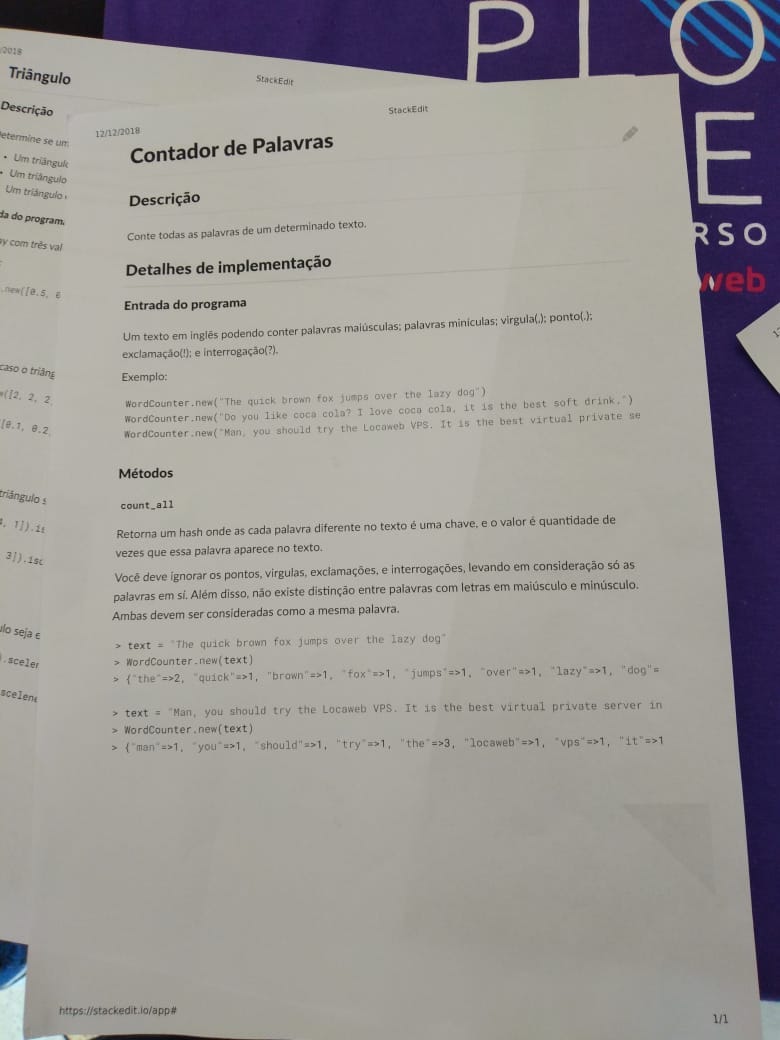 /2018
StackEdit
Triângulo
Descrição
etermine se um
• Um triângulo
• Um triângulo
Um triângulo
da do programa
ay com três val
.new([0.5, 6
caso o triâng
w([2, 2, 2
[0.1, 0.2,
triângulo s
, 1]).is
3]).isc
ulo seja e
).scaler
scelene
StackEdit
12/12/2018
Contador de Palavras
Descrição
Conte todas as palavras de um determinado texto.
Detalhes de implementação
Entrada do programa
Um texto em inglês podendo conter palavras maiúsculas; palavras miniculas; virgula(,); ponto(.);
exclamação(!); e interrogação(?).
Exemplo:
WordCounter.new("The quick brown fox jumps over the lazy dog")
WordCounter.new("Do you like coca cola? I love coca cola, it is the best soft drink.")
WordCounter.new("Man, you should try the Locaweb VPS. It is the best virtual private se
Métodos
count_all
Retorna um hash onde as cada palavra diferente no texto é uma chave, e o valor é quantidade de
vezes que essa palavra aparece no texto.
Você deve ignorar os pontos, virgulas, exclamações, e interrogações, levando em consideração só as
palavras em sí. Além disso, não existe distinção entre palavras com letras em maiúsculo e minúsculo.
Ambas devem ser consideradas como a mesma palavra.
> text = "The quick brown fox jumps over the lazy dog"
> WordCounter.new(text)
> {"the"=>2, "quick"=>1, "brown"=>1, "fox"=>1, "jumps"=>1, "over"=>1, "lazy"=>1, "dog"=
> text = "Man, you should try the Locaweb VPS. It is the best virtual private server in
> WordCounter.new(text)
> {"man"=>1, "you"=>1, "should"=>1, "try"=>1, "the"=>3, "locaweb"=>1, "vps"=>1, "it"=>1
https://stackedit.io/app#
1/1
P L O
E
RSO
web